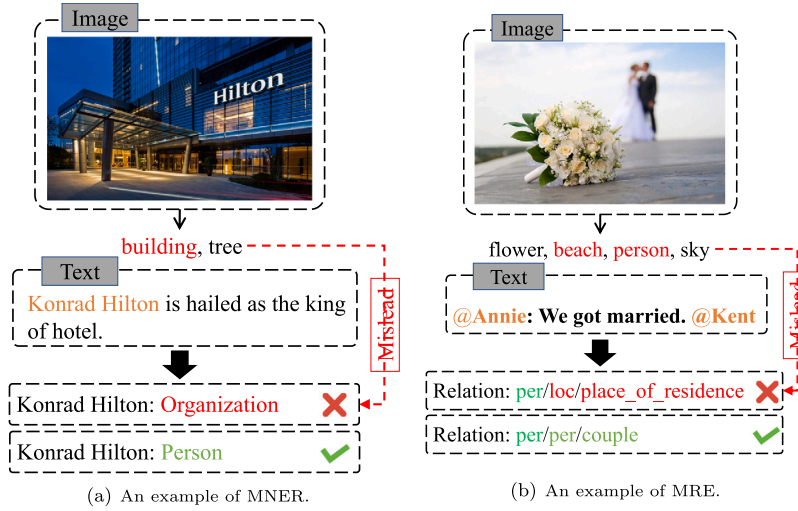 Image
Hilton
building, tree
Text
Konrad Hilton is hailed as the king
of hotel.
Mislead
Konrad Hilton: Organization
Konrad Hilton: Person
(a) An example of MNER.
Image
flower, beach, person, sky
Text
@Annie: We got married. @Kent
Mislead
Relation: per/loc/place_of_residence
Relation: per/per/couple
(b) An example of MRE.